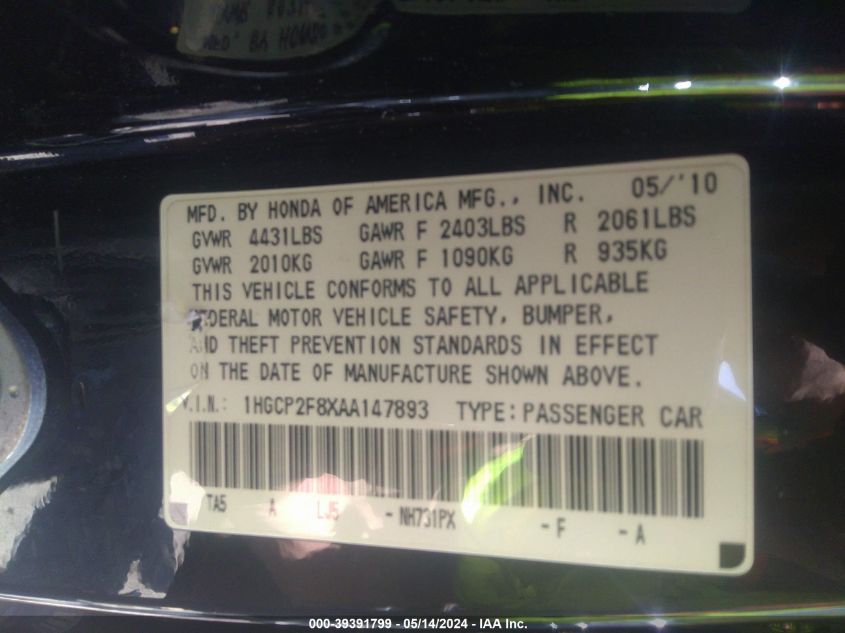 MFD. BY HONDA OF AMERICA MFG., INC. 05/'10
GVWR 4431LBS GAWR F 2403LBS R 2061LBS
GVWR 2010KG GAWR F 1090KG R 935KG
THIS VEHICLE CONFORMS TO ALL APPLICABLE
FEDERAL MOTOR VEHICLE SAFETY, BUMPER,
AND THEFT PREVENTION STANDARDS IN EFFECT
ON THE DATE OF MANUFACTURE SHOWN ABOVE.
V.I.N.: 1HGCP2F8XAA147893 TYPE: PASSENGER CAR
TA5 A LJ5 - NH731PX - F - A
000-39391799 - 05/14/2024 - IAA Inc.